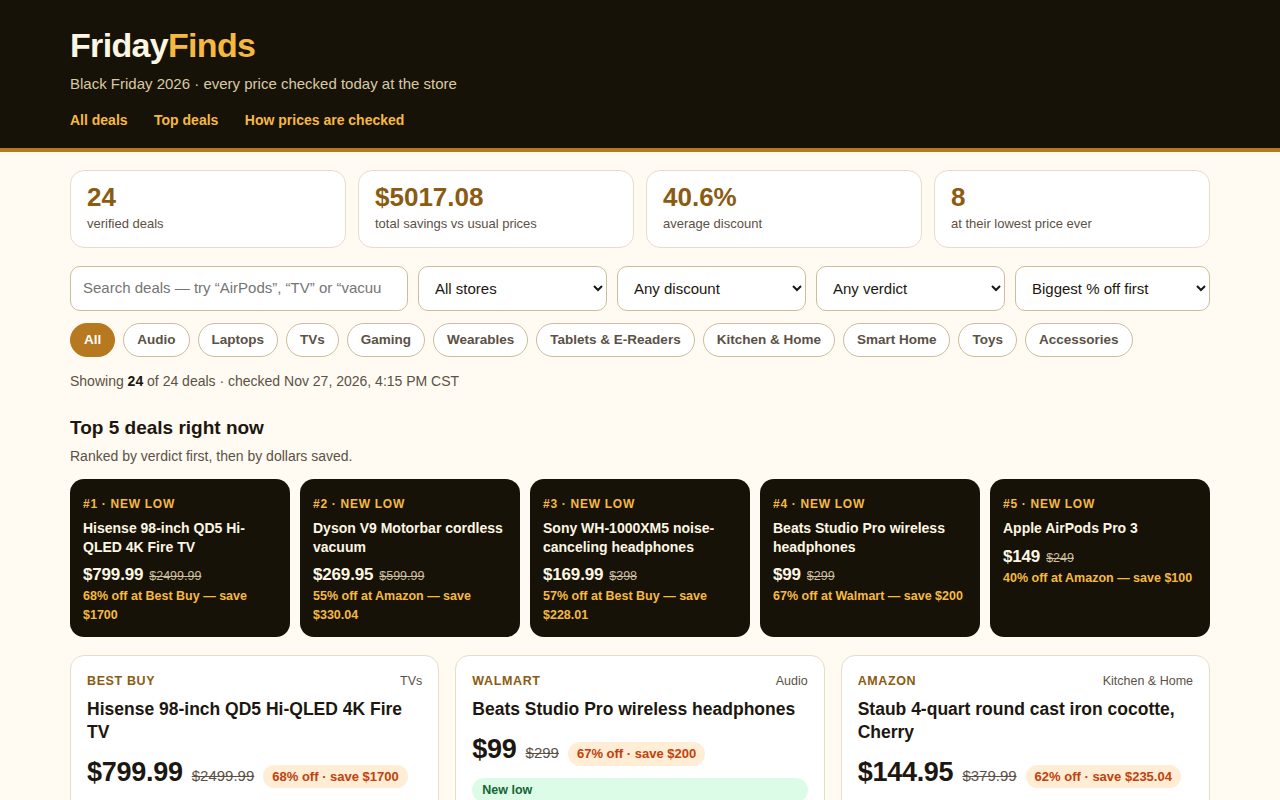 FridayFinds
Black Friday 2026 · every price checked today at the store
All deals Top deals How prices are checked
24 $5017.08 40.6% 8
verified deals total savings vs usual prices average discount at their lowest price ever
Search deals — try “AirPods”, “TV” or “vacuu All stores Any discount Any verdict Biggest % off first
All Audio Laptops TVs Gaming Wearables Tablets & E-Readers Kitchen & Home Smart Home Toys Accessories
Showing 24 of 24 deals · checked Nov 27, 2026, 4:15 PM CST
Top 5 deals right now
Ranked by verdict first, then by dollars saved.
#1 · NEW LOW
Hisense 98-inch QD5 Hi-
QLED 4K Fire TV
$799.99 $2499.99
68% off at Best Buy — save
$1700
#2 · NEW LOW
Dyson V9 Motorbar cordless
vacuum
$269.95 $599.99
55% off at Amazon — save
$330.04
#3 · NEW LOW
Sony WH-1000XM5 noise-
canceling headphones
$169.99 $398
57% off at Best Buy — save
$228.01
#4 · NEW LOW
Beats Studio Pro wireless
headphones
$99 $299
67% off at Walmart — save $200
#5 · NEW LOW
Apple AirPods Pro 3
$149 $249
40% off at Amazon — save $100
BEST BUY TVs
Hisense 98-inch QD5 Hi-QLED 4K Fire
TV
$799.99 $2499.99 68% off · save $1700
WALMART Audio
Beats Studio Pro wireless headphones
$99 $299 67% off · save $200
New low
AMAZON Kitchen & Home
Staub 4-quart round cast iron cocotte,
Cherry
$144.95 $379.99 62% off · save $235.04